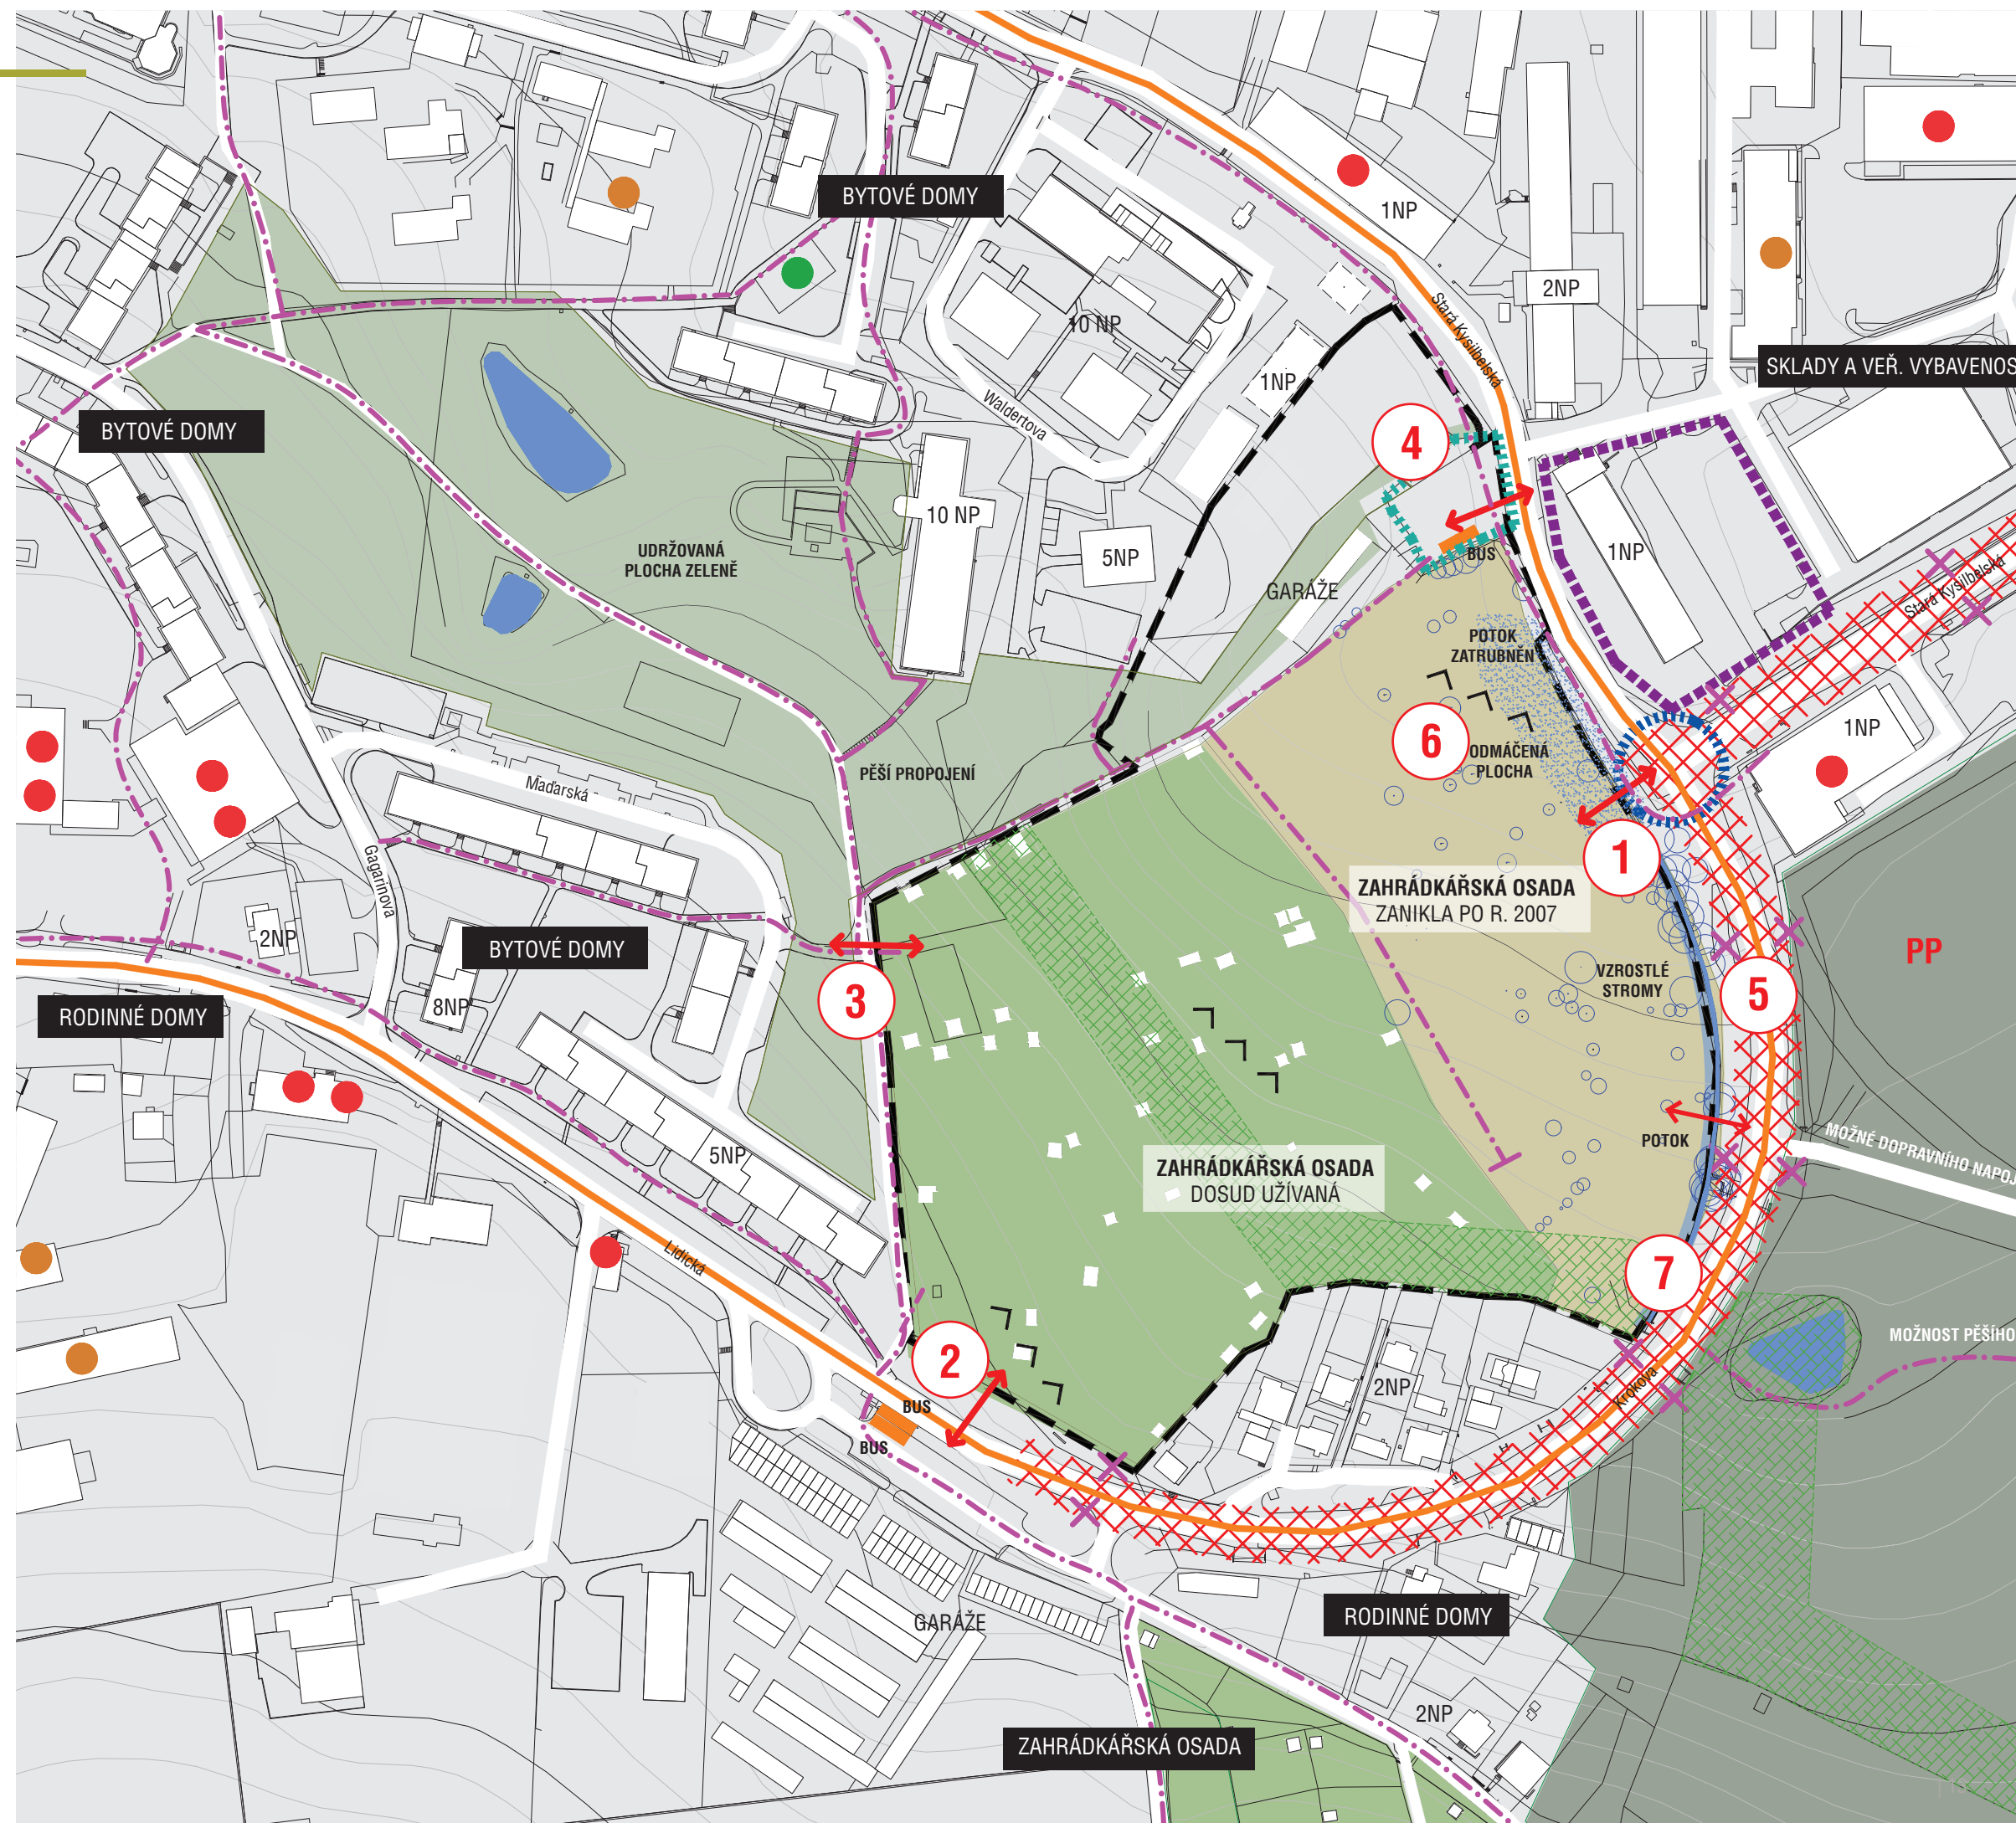 BYTOVÉ DOMY
1NP
2NP
Stará Kysilbelská
10 NP
1NP
SKLADY A VEŘ. VYBAVENOS
Waldertova
BYTOVÉ DOMY
4
10 NP
UDRŽOVANÁ
PLOCHA ZELENĚ
5NP
BUS
1NP
GARÁŽE
Stará Kysilbelská
POTOK
ZATRUBNĚN
6
ODMÁČENÁ
PLOCHA
1NP
PĚŠÍ PROPOJENÍ
Maďarská
Gagarinova
1
ZAHRÁDKÁŘSKÁ OSADA
ZANIKLA PO R. 2007
2NP
BYTOVÉ DOMY
PP
VZROSTLÉ
STROMY
5
3
8NP
RODINNÉ DOMY
POTOK
MOŽNÉ DOPRAVNÍHO NAPOJ
5NP
ZAHRÁDKÁŘSKÁ OSADA
DOSUD UŽÍVANÁ
Lidická
7
MOŽNOST PĚŠÍHO
2
2NP
Krokova
BUS
BUS
GARÁŽE
RODINNÉ DOMY
2NP
ZAHRÁDKÁŘSKÁ OSADA